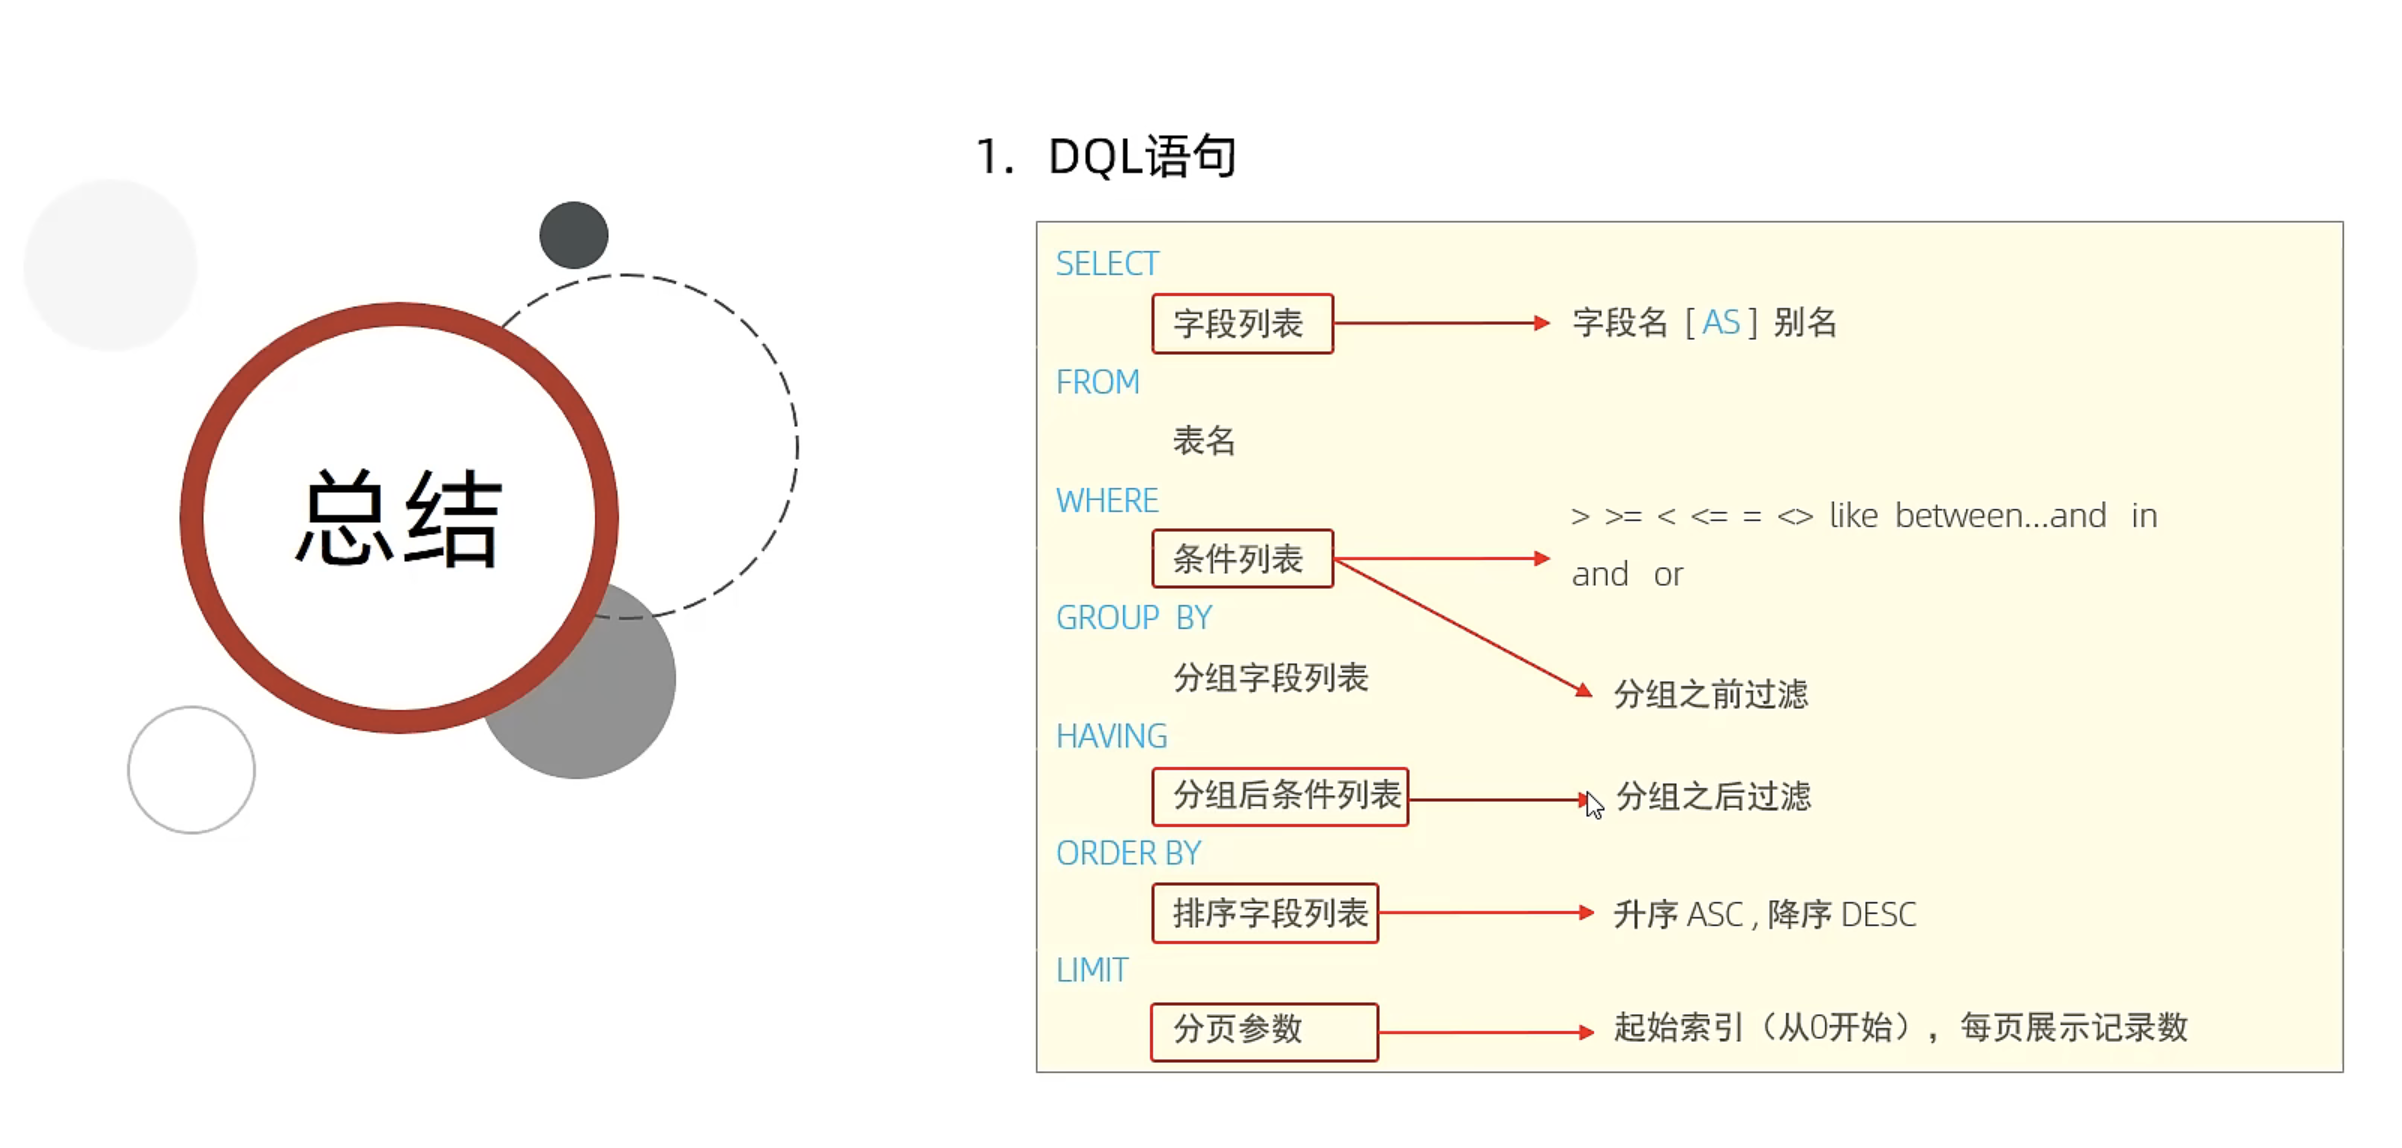 总结
1. DQL语句
SELECT
字段列表 字段名 [ AS ] 别名
FROM
表名
WHERE
条件列表 > >= < <= = <> like between...and in
and or
GROUP BY
分组字段列表 分组之前过滤
HAVING
分组后条件列表 分组之后过滤
ORDER BY
排序字段列表 升序 ASC , 降序 DESC
LIMIT
分页参数 起始索引（从0开始），每页展示记录数